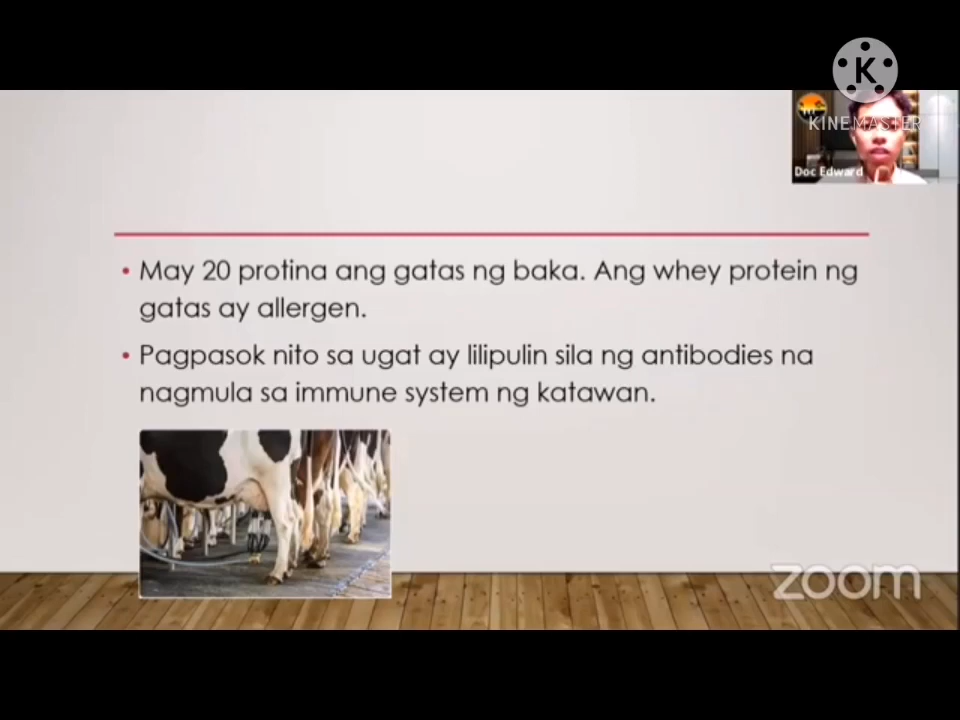 K
KINEMASTER
Doc Edward
• May 20 protina ang gatas ng baka. Ang whey protein ng
gatas ay allergen.
• Pagpasok nito sa ugat ay lilipulin sila ng antibodies na
nagmula sa immune system ng katawan.
zoom